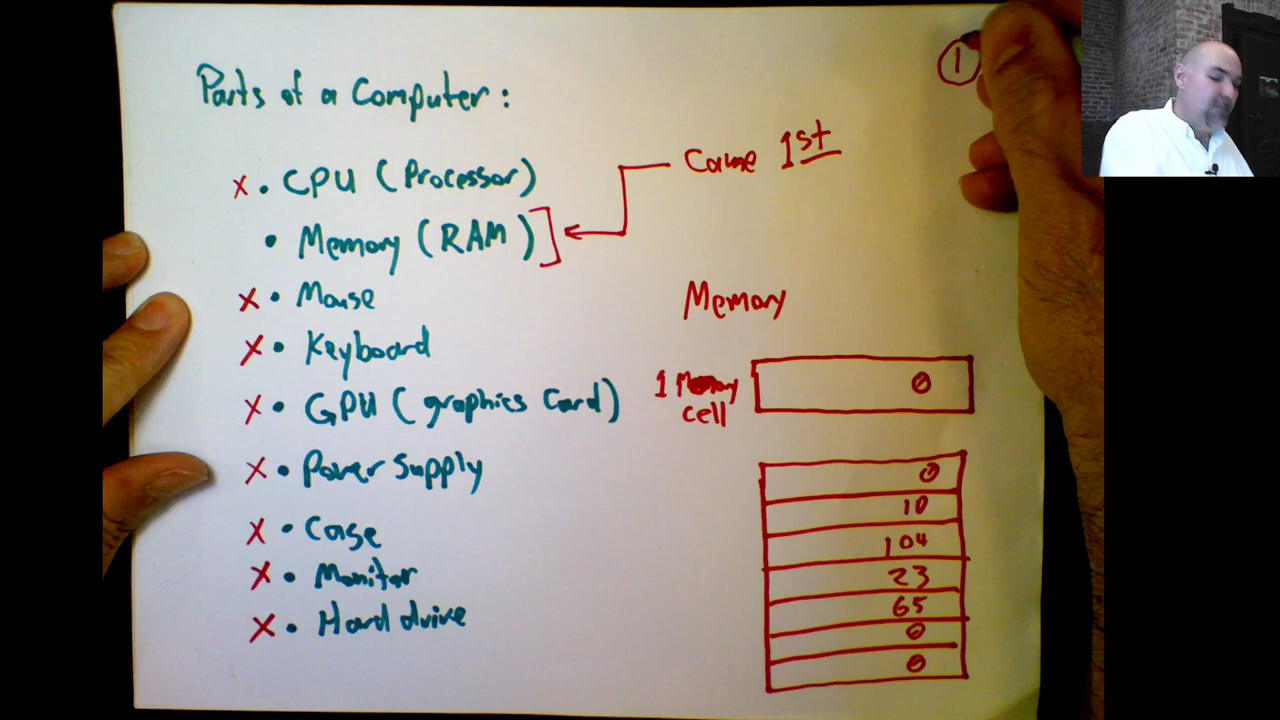 ①
Parts of a Computer:
x • CPU (Processor)
Came 1st
• Memory (RAM)
x • Mouse
Memory
x • Keyboard
1 Memory
cell
0
x • GPU (graphics Card)
x • Power Supply
x • Case
x • Monitor
x • Hard drive
0
10
104
23
65
0
0